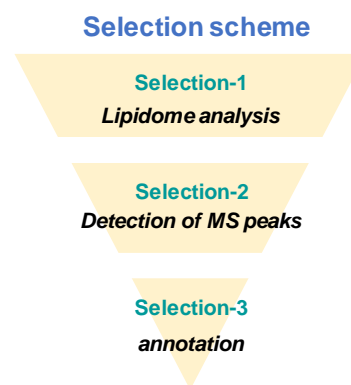 Selection scheme
Selection-1
Lipidome analysis
Selection-2
Detection of MS peaks
Selection-3
annotation